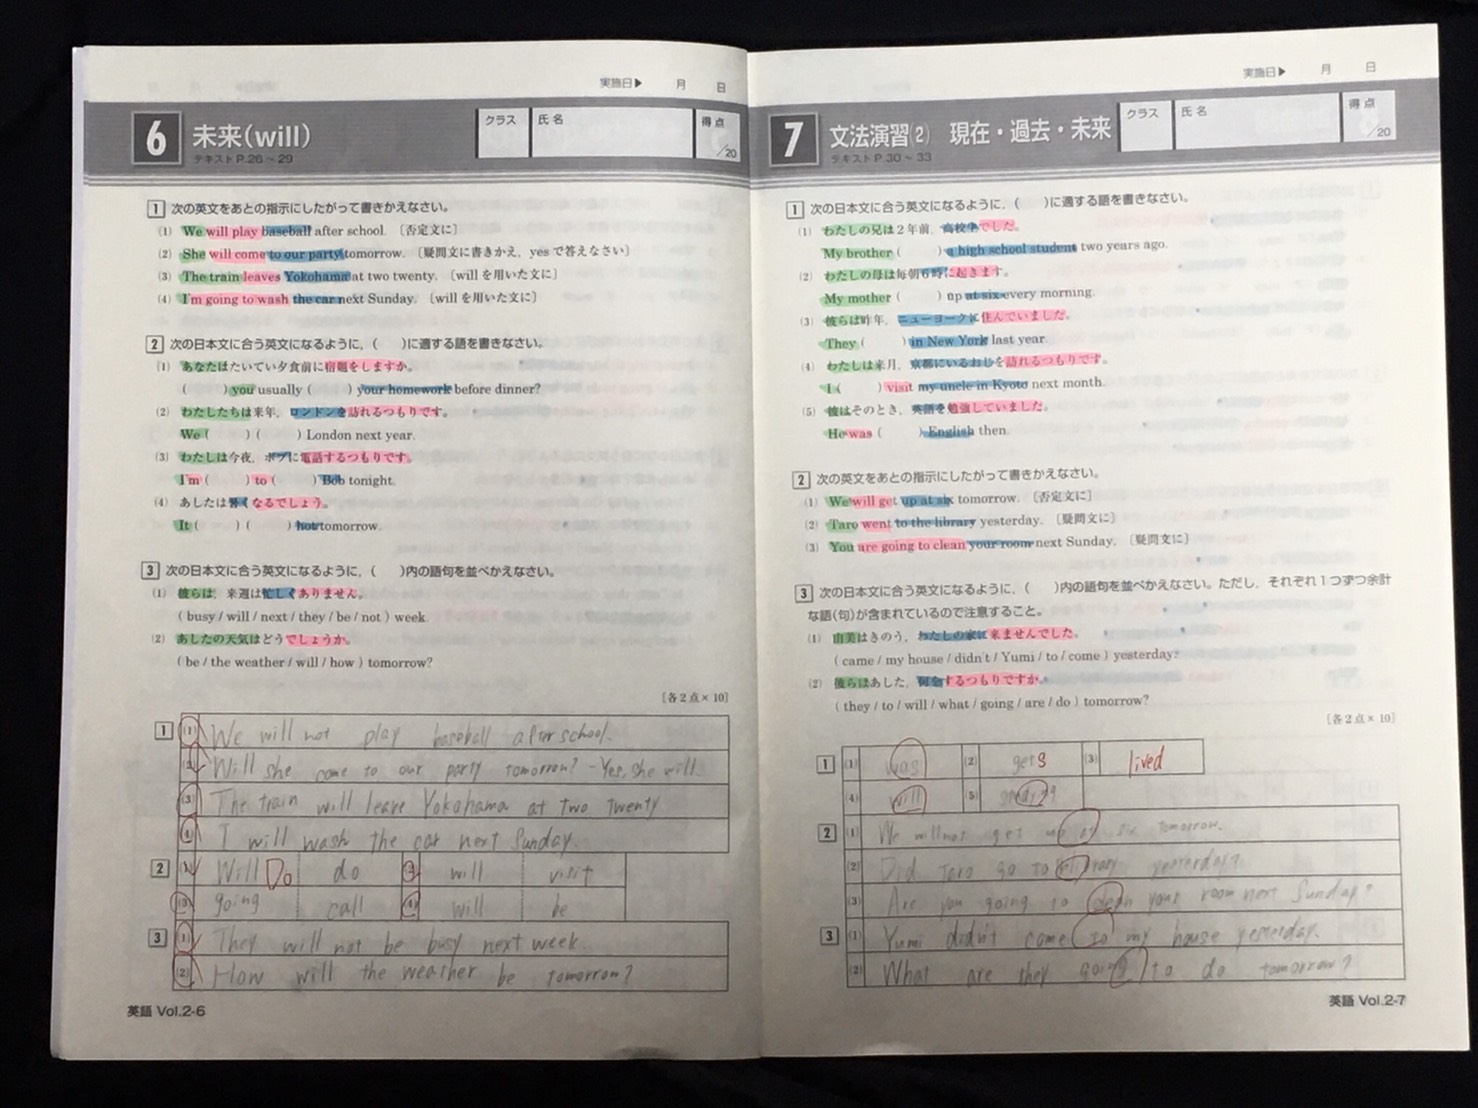 実施日▶ 月 日
6 未来(will)
テキストP.26~29
クラス 氏名 得点 /20
1 次の英文をあとの指示にしたがって書きかえなさい。
(1) We will play baseball after school. 〔否定文に〕
(2) She will come to our party tomorrow. 〔疑問文に書きかえ, yesで答えなさい〕
(3) The train leaves Yokohama at two twenty. 〔willを用いた文に〕
(4) I'm going to wash the car next Sunday. 〔willを用いた文に〕
2 次の日本文に合う英文になるように, ( )に適する語を書きなさい。
(1) あなたはたいてい夕食前に宿題をしますか。
( ) you usually ( ) your homework before dinner?
(2) わたしたちは来年, ロンドンを訪れるつもりです。
We ( ) ( ) London next year.
(3) わたしは今夜, ボブに電話するつもりです。
I'm ( ) to ( ) Bob tonight.
(4) あしたは暑くなるでしょう。
It ( ) ( ) hot tomorrow.
3 次の日本文に合う英文になるように, ( )内の語句を並べかえなさい。
(1) 彼らは, 来週は忙しくありません。
( busy / will / next / they / be / not ) week.
(2) あしたの天気はどうでしょうか。
( be / the weather / will / how ) tomorrow?
[各2点×10]
1 (1) We will not play baseball after school.
(2) Will she come to our party tomorrow? - Yes, she will
(3) The train will leave Yokohama at two twenty
(4) I will wash the car next Sunday.
2 (1) Will Do do (2) will visit
(3) going call (4) will be
3 (1) They will not be busy next week.
(2) How will the weather be tomorrow?
英語 Vol.2-6
実施日▶ 月 日
7 文法演習(2) 現在・過去・未来
テキストP.30~33
クラス 氏名 得点 /20
1 次の日本文に合う英文になるように, ( )に適する語を書きなさい。
(1) わたしの兄は2年前, 高校生でした。
My brother ( ) a high school student two years ago.
(2) わたしの母は毎朝6時に起きます。
My mother ( ) up at six every morning.
(3) 彼らは昨年, ニューヨークに住んでいました。
They ( ) in New York last year.
(4) わたしは来月, 京都にいるおじを訪れるつもりです。
I ( ) visit my uncle in Kyoto next month.
(5) 彼はそのとき, 英語を勉強していました。
He was ( ) English then.
2 次の英文をあとの指示にしたがって書きかえなさい。
(1) We will get up at six tomorrow. 〔否定文に〕
(2) Taro went to the library yesterday. 〔疑問文に〕
(3) You are going to clean your room next Sunday. 〔疑問文に〕
3 次の日本文に合う英文になるように, ( )内の語句を並べかえなさい。ただし, それぞれ1つずつ余計
な語(句)が含まれているので注意すること。
(1) 由美はきのう, わたしの家に来ませんでした。
( came / my house / didn't / Yumi / to / come ) yesterday.
(2) 彼らはあした, 何をするつもりですか。
( they / to / will / what / going / are / do ) tomorrow?
[各2点×10]
1 (1) was (2) gets (3) lived
(4) will (5)
2 (1) We will not get up at six tomorrow.
(2) Did Taro go to library yesterday?
(3) Are you going to clean your room next Sunday?
3 (1) Yumi didn't come to my house yesterday.
(2) What are they going to do tomorrow?
英語 Vol.2-7